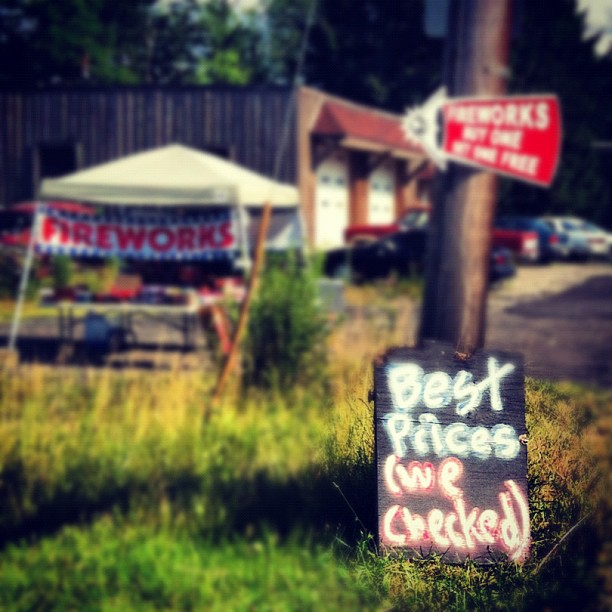 FIREWORKS
BUY ONE
GET ONE FREE
FIREWORKS
Best
Prices
(we
checked)